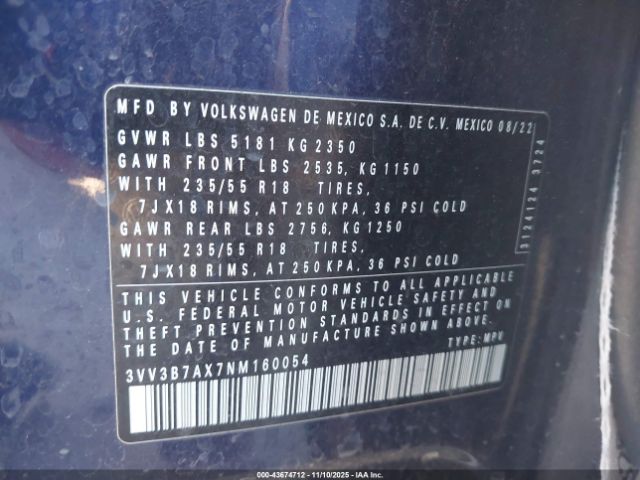 MFD BY VOLKSWAGEN DE MEXICO S.A. DE C.V. MEXICO 08/22
GVWR LBS 5181 KG 2350
GAWR FRONT LBS 2535, KG 1150
WITH 235/55 R18 TIRES,
7JX18 RIMS, AT 250 KPA, 36 PSI COLD
GAWR REAR LBS 2756, KG 1250
WITH 235/55 R18 TIRES,
7JX18 RIMS, AT 250 KPA, 36 PSI COLD
THIS VEHICLE CONFORMS TO ALL APPLICABLE
U.S. FEDERAL MOTOR VEHICLE SAFETY AND
THEFT PREVENTION STANDARDS IN EFFECT ON
THE DATE OF MANUFACTURE SHOWN ABOVE.
TYPE: MPV
3VV3B7AX7NM160054
3124124 3724
000-43674712 - 11/10/2025 - IAA Inc.